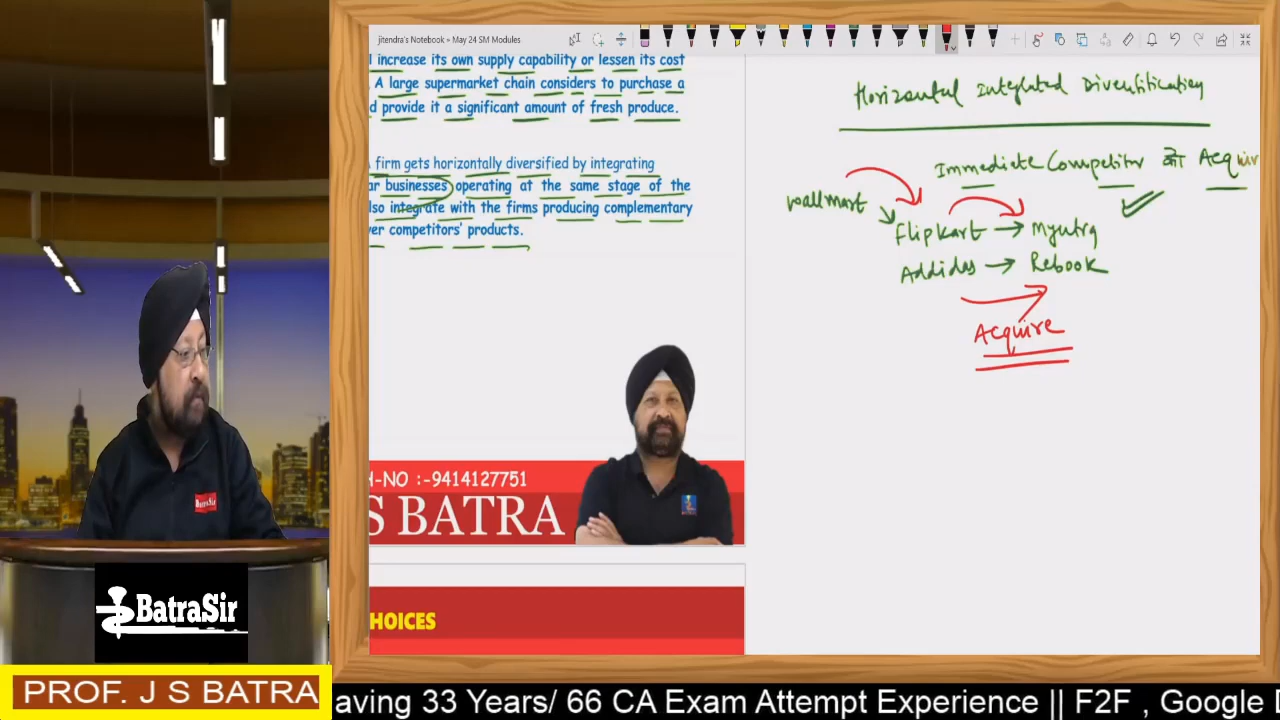 jitendra's Notebook » May 24 SM Modules
l increase its own supply capability or lessen its cost
. A large supermarket chain considers to purchase a
d provide it a significant amount of fresh produce.
firm gets horizontally diversified by integrating
ar businesses operating at the same stage of the
lso integrate with the firms producing complementary
ver competitors' products.
Horizontal Integrated Diversification
Immediate Competitor को Acquir
Wallmart
Flipkart → Myntra
Addidas → Rebook
Acquire
H-NO :-9414127751
S BATRA
HOICES
BatraSir
BatraSir
PROF. J S BATRA
aving 33 Years/ 66 CA Exam Attempt Experience || F2F , Google D